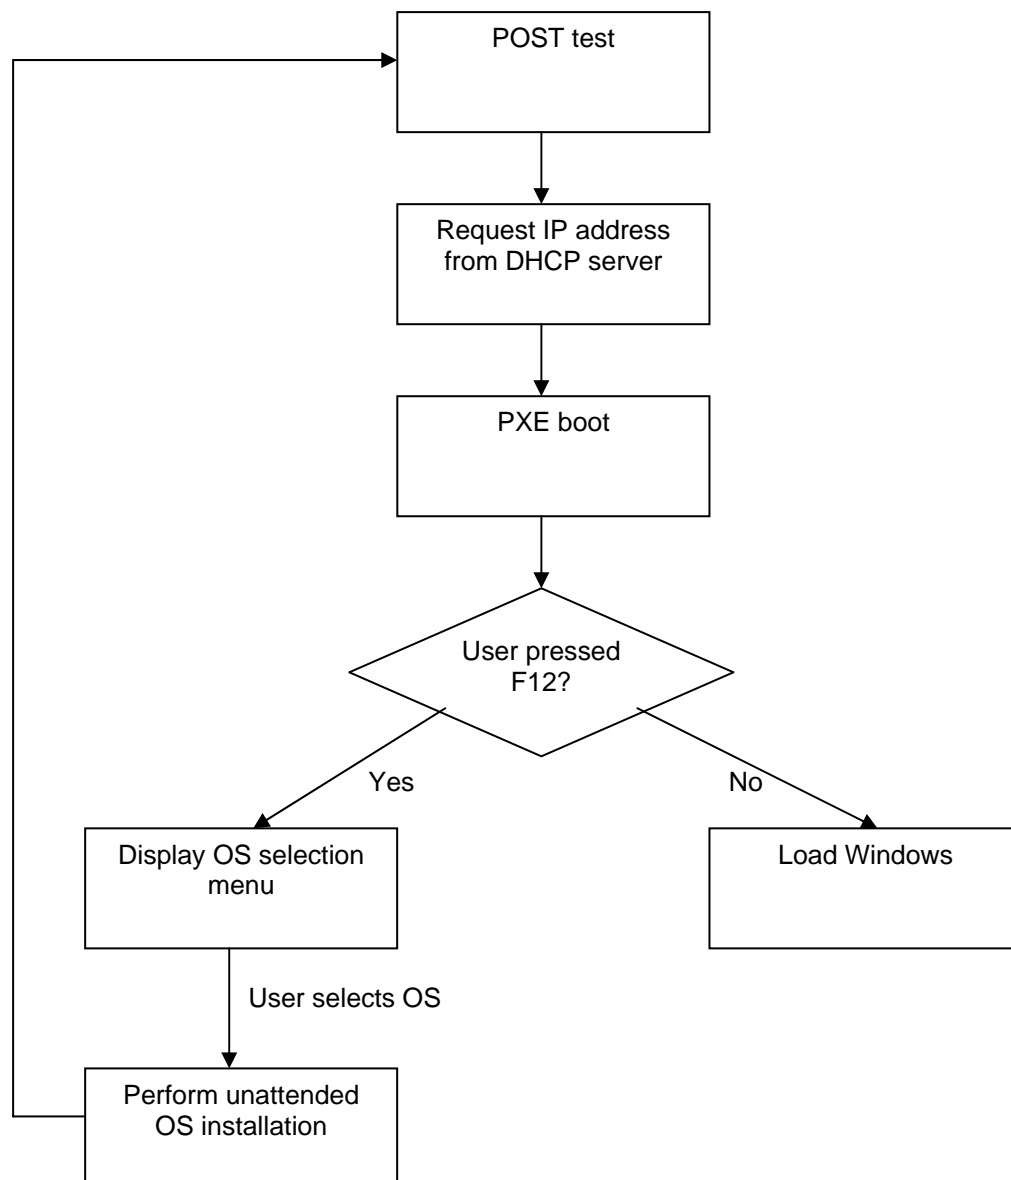 POST test
Request IP address
from DHCP server
PXE boot
User pressed
F12?
Yes
No
Display OS selection
menu
Load Windows
User selects OS
Perform unattended
OS installation